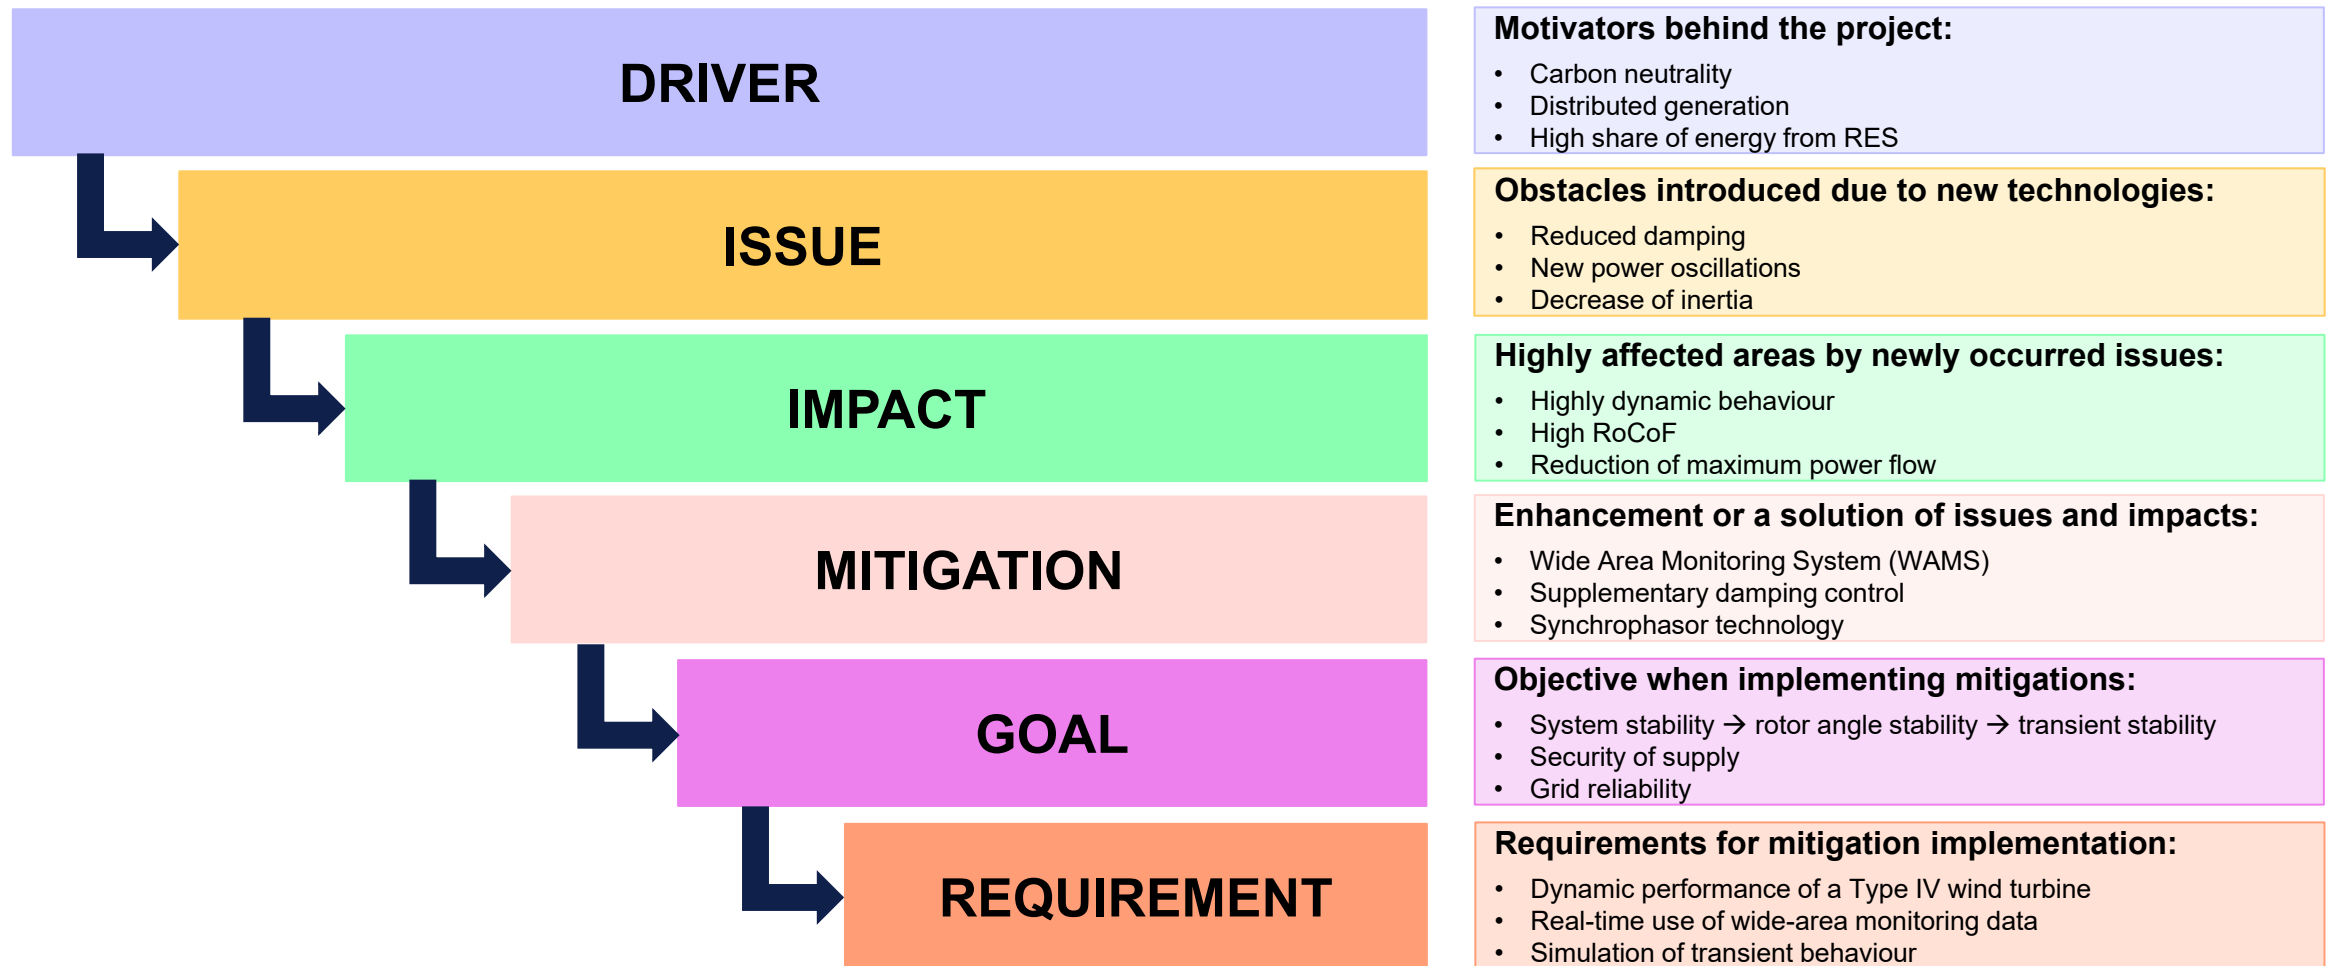 DRIVER
Motivators behind the project:
• Carbon neutrality
• Distributed generation
• High share of energy from RES
ISSUE
Obstacles introduced due to new technologies:
• Reduced damping
• New power oscillations
• Decrease of inertia
IMPACT
Highly affected areas by newly occurred issues:
• Highly dynamic behaviour
• High RoCoF
• Reduction of maximum power flow
MITIGATION
Enhancement or a solution of issues and impacts:
• Wide Area Monitoring System (WAMS)
• Supplementary damping control
• Synchrophasor technology
GOAL
Objective when implementing mitigations:
• System stability → rotor angle stability → transient stability
• Security of supply
• Grid reliability
REQUIREMENT
Requirements for mitigation implementation:
• Dynamic performance of a Type IV wind turbine
• Real-time use of wide-area monitoring data
• Simulation of transient behaviour